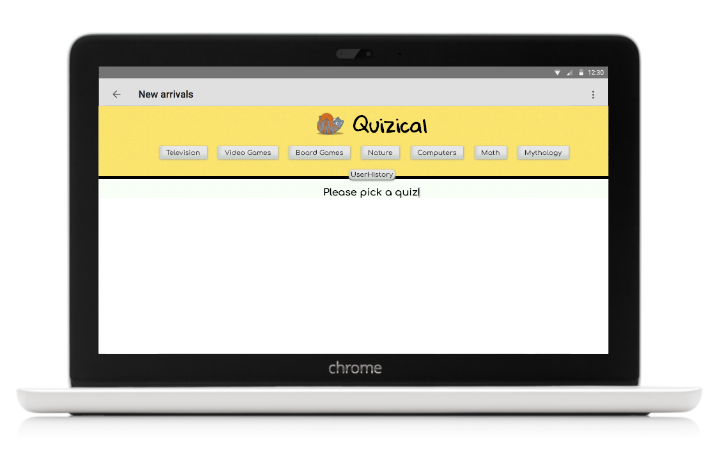 12:30
New arrivals
Quizical
Television Video Games Board Games Nature Computers Math Mythology
UserHistory
Please pick a quiz!
chrome